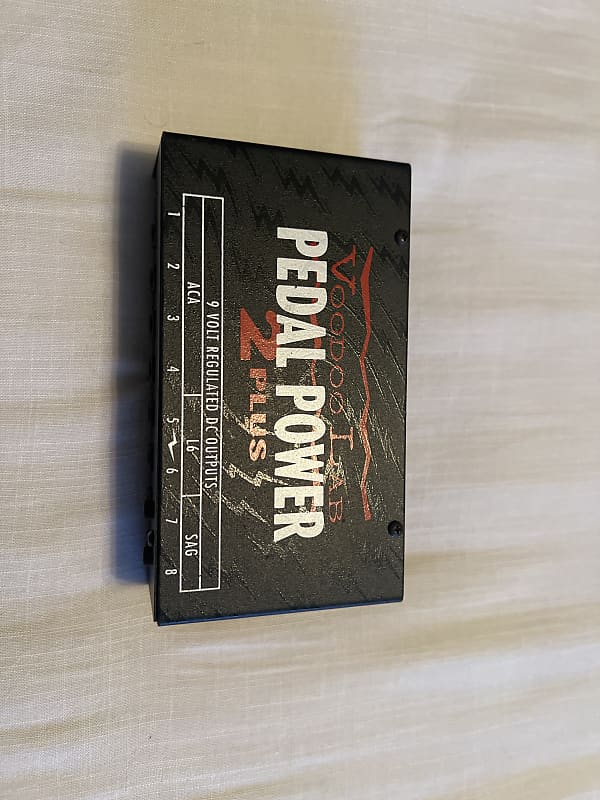 VOODOO LAB
PEDAL POWER
2 PLUS
9 VOLT REGULATED DC OUTPUTS
ACA L6 SAG
1 2 3 4 5 6 7 8